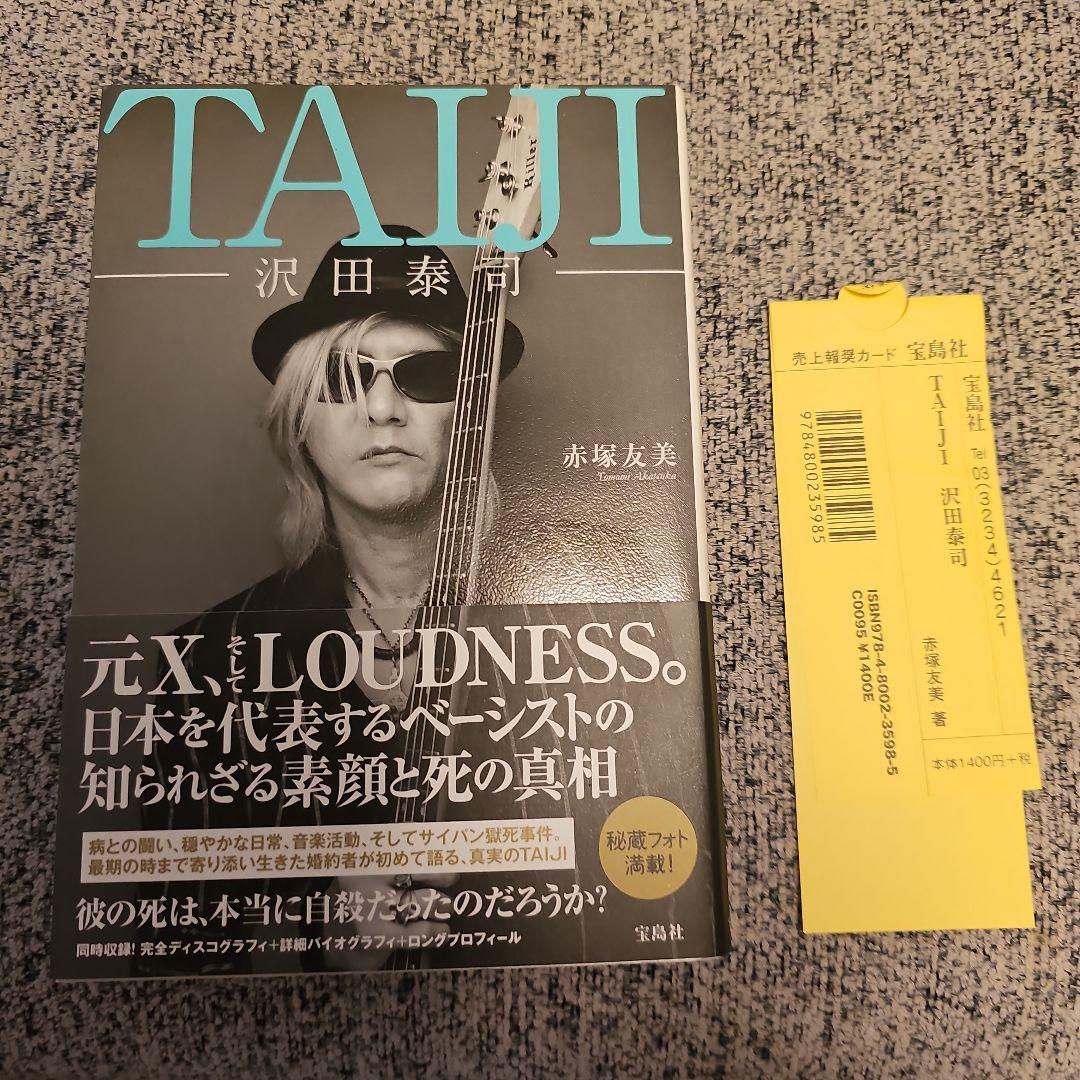 TAIJI
Killer
沢田泰司
赤塚友美
Tomomi Akatsuka
元X、そしてLOUDNESS。
日本を代表するベーシストの
知られざる素顔と死の真相
病との闘い、穏やかな日常、音楽活動、そしてサイパン獄死事件。
最期の時まで寄り添い生きた婚約者が初めて語る、真実のTAIJI
秘蔵フォト
満載!
彼の死は、本当に自殺だったのだろうか?
同時収録! 完全ディスコグラフィ+詳細バイオグラフィ+ロングプロフィール
宝島社
売上報奨カード 宝島社
宝島社 Tel 03(3234)4621
TAIJI 沢田泰司
赤塚友美 著
9784800235985
ISBN978-4-8002-3598-5
C0095 ¥1400E
本体1400円+税